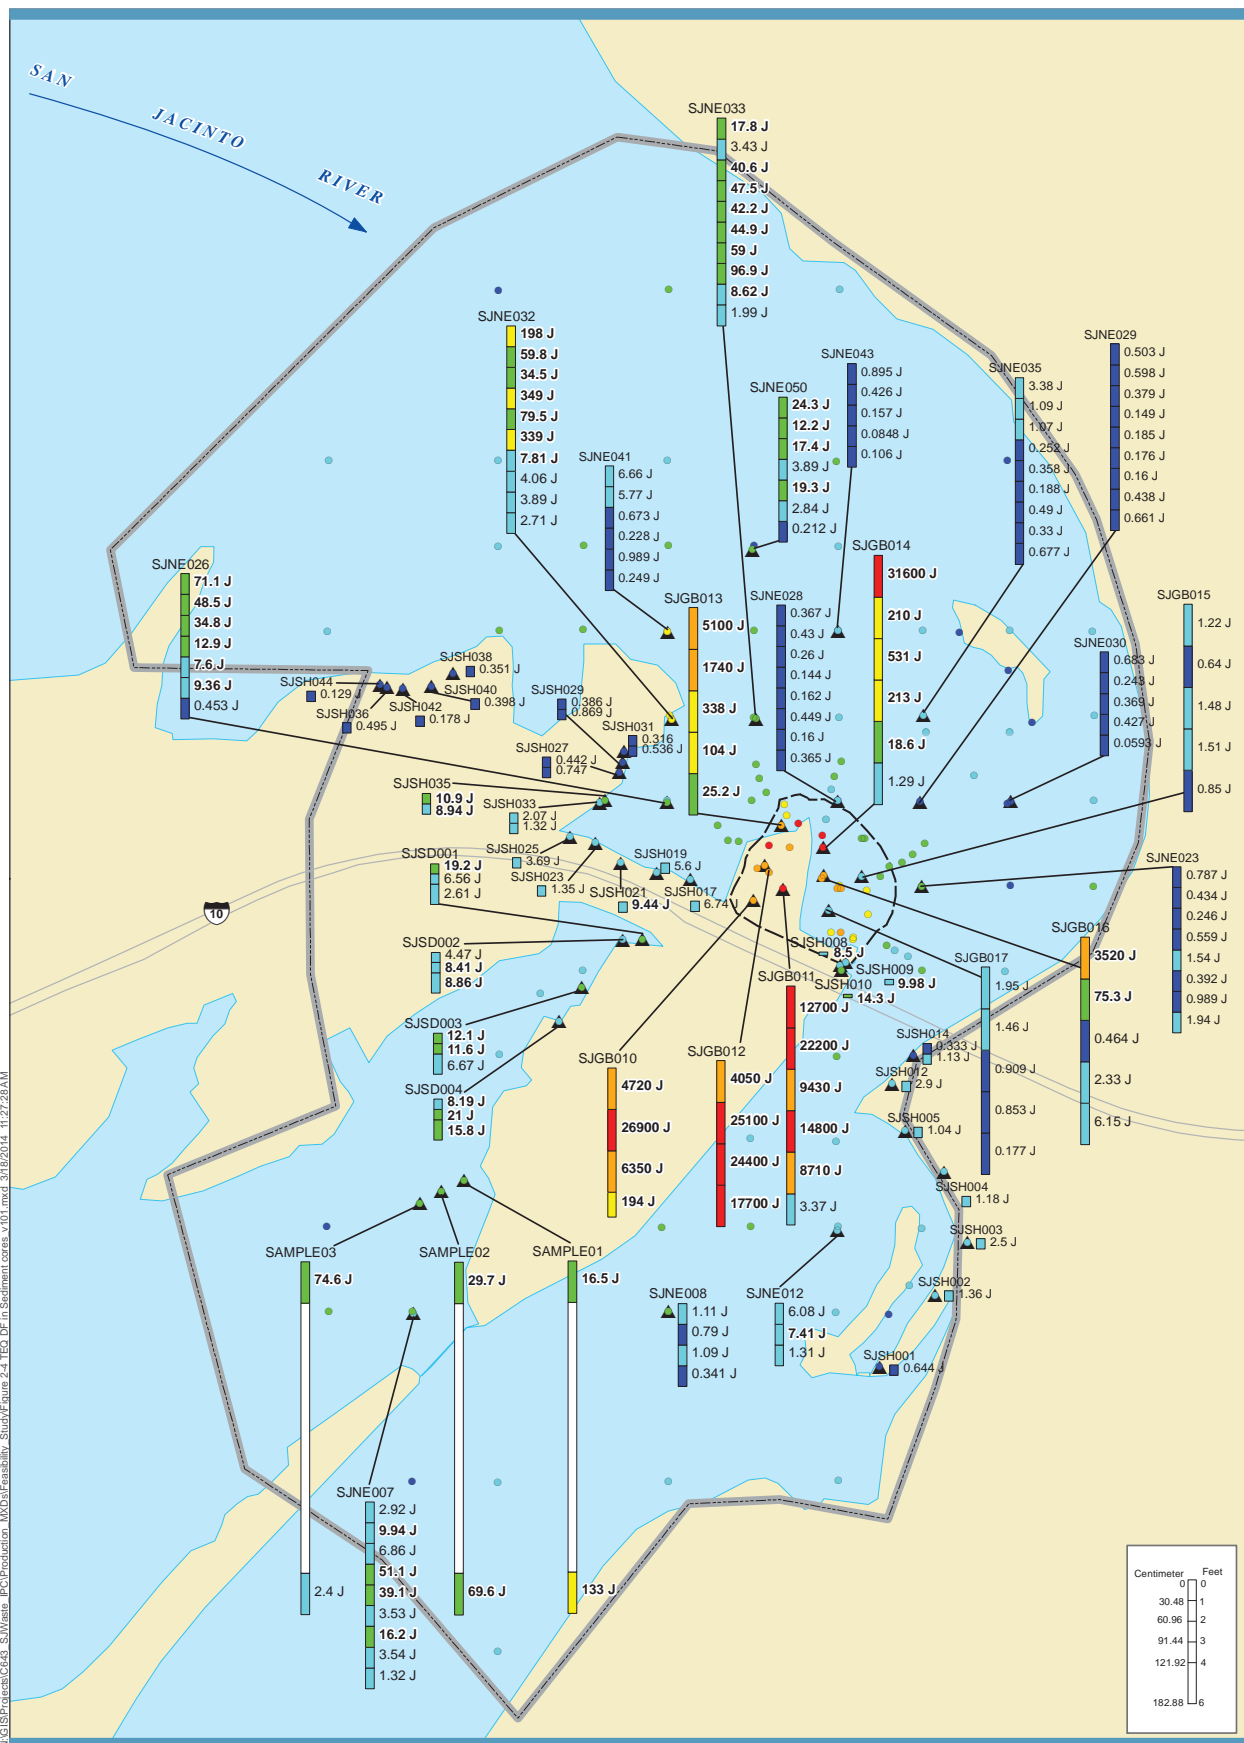 SAN
JACINTO
RIVER
SJNE033
17.8 J
3.43 J
40.6 J
47.5 J
42.2 J
44.9 J
59 J
96.9 J
8.62 J
1.99 J
SJNE032
198 J
59.8 J
34.5 J
349 J
79.5 J
339 J
7.81 J
4.06 J
3.89 J
2.71 J
SJNE043
0.895 J
0.426 J
0.157 J
0.0848 J
0.106 J
SJNE050
24.3 J
12.2 J
17.4 J
3.89 J
19.3 J
2.84 J
0.212 J
SJNE035
3.38 J
1.09 J
1.07 J
0.252 J
0.358 J
0.188 J
0.49 J
0.33 J
0.677 J
SJNE029
0.503 J
0.598 J
0.379 J
0.149 J
0.185 J
0.176 J
0.16 J
0.438 J
0.661 J
SJNE041
6.66 J
5.77 J
0.673 J
0.228 J
0.989 J
0.249 J
SJGB014
31600 J
210 J
531 J
213 J
18.6 J
1.29 J
SJNE026
71.1 J
48.5 J
34.8 J
12.9 J
7.6 J
9.36 J
0.453 J
SJGB013
5100 J
1740 J
338 J
104 J
25.2 J
SJNE028
0.367 J
0.43 J
0.26 J
0.144 J
0.162 J
0.449 J
0.16 J
0.365 J
SJGB015
1.22 J
0.64 J
1.48 J
1.51 J
0.85 J
SJNE030
0.683 J
0.243 J
0.369 J
0.427 J
0.0593 J
SJSH038
0.351 J
SJSH044
0.129 J
SJSH040
0.398 J
SJSH036
0.495 J
SJSH042
0.178 J
SJSH029
0.386 J
0.869 J
SJSH031
0.316
0.536 J
SJSH027
0.442 J
0.747
SJSH035
10.9 J
8.94 J
SJSH033
2.07 J
1.32 J
SJSH025
3.69 J
SJSD001
19.2 J
6.56 J
2.61 J
SJSH023
1.35 J
SJSH019
5.6 J
SJSH021
9.44 J
SJSH017
6.74 J
10
SJNE023
0.787 J
0.434 J
0.246 J
0.559 J
1.54 J
0.392 J
0.989 J
1.94 J
SJSD002
4.47 J
8.41 J
8.86 J
SJSH008
8.5 J
SJSH009
9.98 J
SJSH010
14.3 J
SJGB016
3520 J
75.3 J
0.464 J
2.33 J
6.15 J
SJGB017
1.95 J
1.46 J
0.909 J
0.853 J
0.177 J
SJGB011
12700 J
22200 J
9430 J
14800 J
8710 J
3.37 J
SJSD003
12.1 J
11.6 J
6.67 J
SJSH014
0.333 J
1.13 J
SJGB010
4720 J
26900 J
6350 J
194 J
SJGB012
4050 J
25100 J
24400 J
17700 J
SJSH012
2.9 J
SJSD004
8.19 J
21 J
15.8 J
SJSH005
1.04 J
SJSH004
1.18 J
SJSH003
2.5 J
SAMPLE03
74.6 J
2.4 J
SAMPLE02
29.7 J
69.6 J
SAMPLE01
16.5 J
133 J
SJSH002
1.36 J
SJNE008
1.11 J
0.79 J
1.09 J
0.341 J
SJNE012
6.08 J
7.41 J
1.31 J
SJSH001
0.644 J
SJNE007
2.92 J
9.94 J
6.86 J
51.1 J
39.1 J
3.53 J
16.2 J
3.54 J
1.32 J
Centimeter Feet
0 0
30.48 1
60.96 2
91.44 3
121.92 4
182.88 6